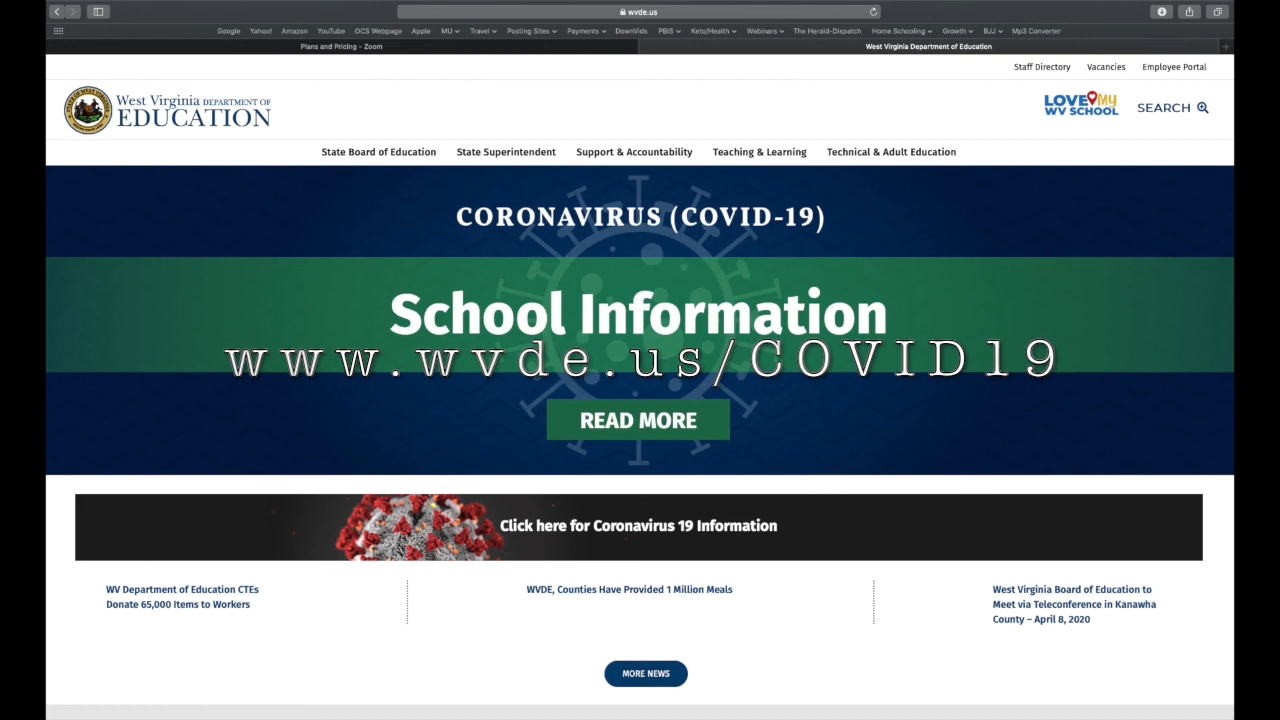 wvde.us
Google Yahoo! Amazon YouTube OCS Webpage Apple MU Travel Posting Sites Payments DownVids PBIS Keto/Health Webinars The Herald-Dispatch Home Schooling Growth BJJ Mp3 Converter
Plans and Pricing - Zoom West Virginia Department of Education
Staff Directory Vacancies Employee Portal
West Virginia DEPARTMENT OF
EDUCATION
LOVE My
WV SCHOOL
SEARCH
State Board of Education State Superintendent Support & Accountability Teaching & Learning Technical & Adult Education
CORONAVIRUS (COVID-19)
School Information
www.wvde.us/COVID19
READ MORE
Click here for Coronavirus 19 Information
WV Department of Education CTEs
Donate 65,000 Items to Workers
WVDE, Counties Have Provided 1 Million Meals
West Virginia Board of Education to
Meet via Teleconference in Kanawha
County – April 8, 2020
MORE NEWS